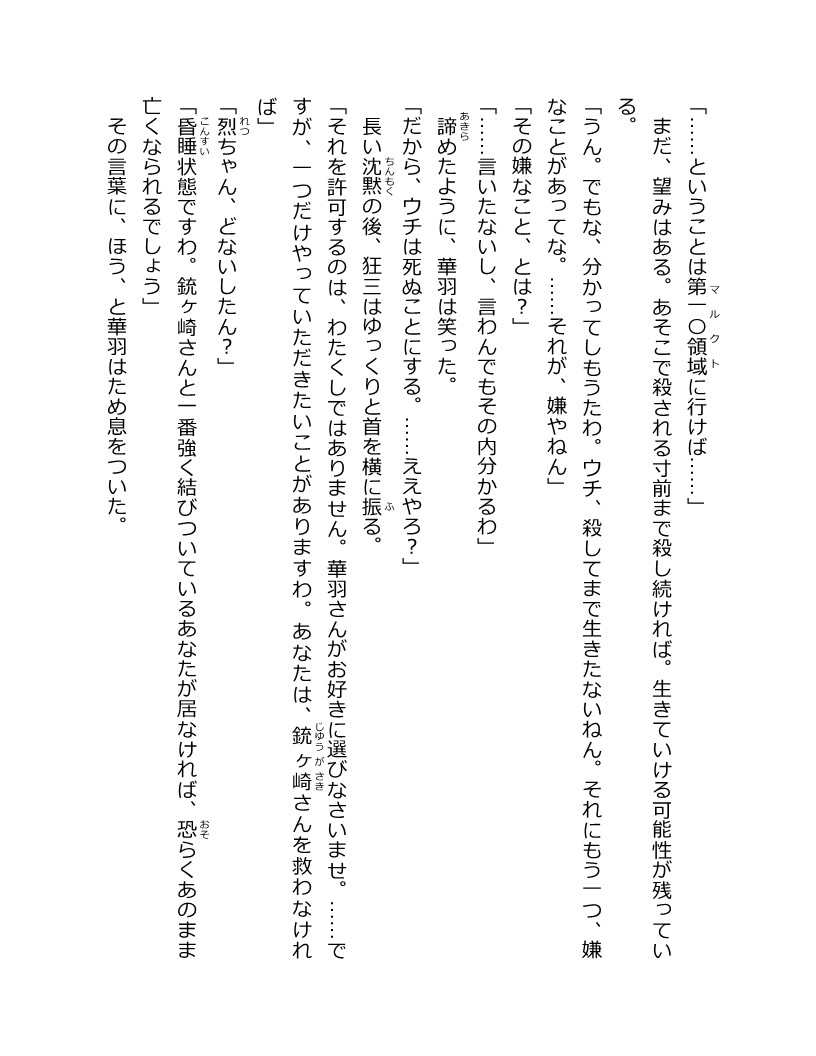 「……ということは第一〇領域に行けば……」
まだ、望みはある。あそこで殺される寸前まで殺し続ければ。生きていける可能性が残ってい
る。
「うん。でもな、分かってしもうたわ。ウチ、殺してまで生きたないねん。それにもう一つ、嫌
なことがあってな。……それが、嫌やねん」
「その嫌なこと、とは?」
「……言いたないし、言わんでもその内分かるわ」
諦めたように、華羽は笑った。
「だから、ウチは死ぬことにする。……ええやろ?」
長い沈黙の後、狂三はゆっくりと首を横に振る。
「それを許可するのは、わたくしではありません。華羽さんがお好きに選びなさいませ。……で
すが、一つだけやっていただきたいことがありますわ。あなたは、銃ヶ崎さんを救わなけれ
ば」
「烈ちゃん、どないしたん?」
「昏睡状態ですわ。銃ヶ崎さんと一番強く結びついているあなたが居なければ、恐らくあのまま
亡くなられるでしょう」
その言葉に、ほう、と華羽はため息をついた。